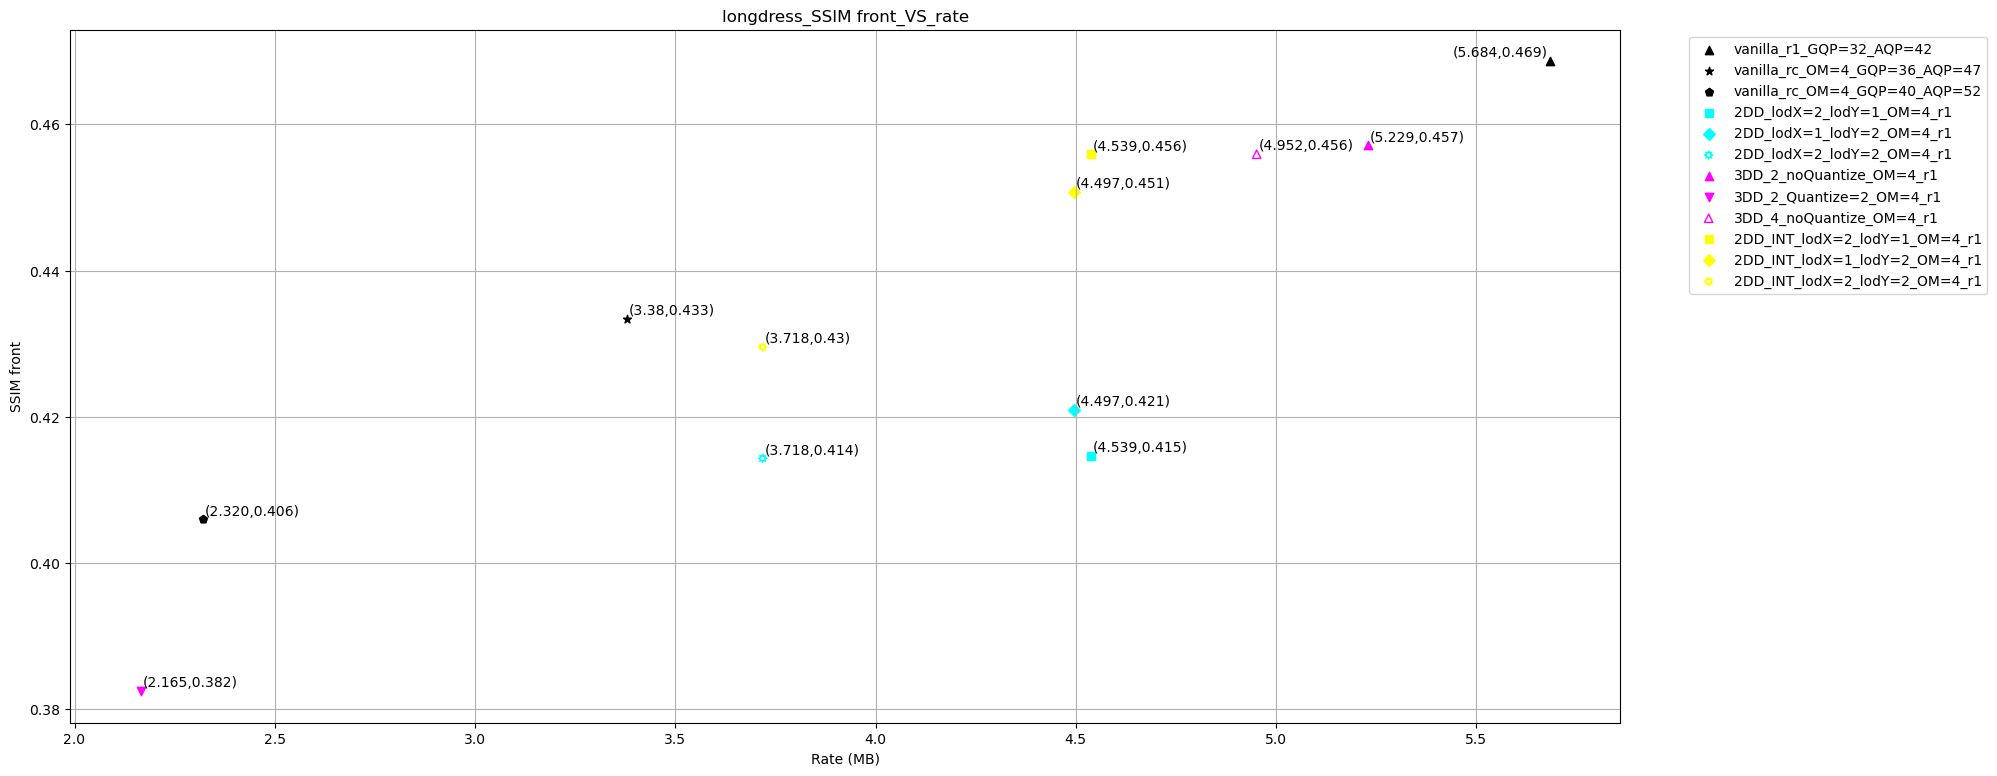 longdress_SSIM front_VS_rate
(5.684,0.469)
(5.229,0.457)
(4.539,0.456)
(4.952,0.456)
(4.497,0.451)
(3.38,0.433)
(3.718,0.43)
(4.497,0.421)
(3.718,0.414)
(4.539,0.415)
(2.320,0.406)
(2.165,0.382)
0.46
0.44
0.42
0.40
0.38
SSIM front
2.0 2.5 3.0 3.5 4.0 4.5 5.0 5.5
Rate (MB)
vanilla_r1_GQP=32_AQP=42
vanilla_rc_OM=4_GQP=36_AQP=47
vanilla_rc_OM=4_GQP=40_AQP=52
2DD_lodX=2_lodY=1_OM=4_r1
2DD_lodX=1_lodY=2_OM=4_r1
2DD_lodX=2_lodY=2_OM=4_r1
3DD_2_noQuantize_OM=4_r1
3DD_2_Quantize=2_OM=4_r1
3DD_4_noQuantize_OM=4_r1
2DD_INT_lodX=2_lodY=1_OM=4_r1
2DD_INT_lodX=1_lodY=2_OM=4_r1
2DD_INT_lodX=2_lodY=2_OM=4_r1